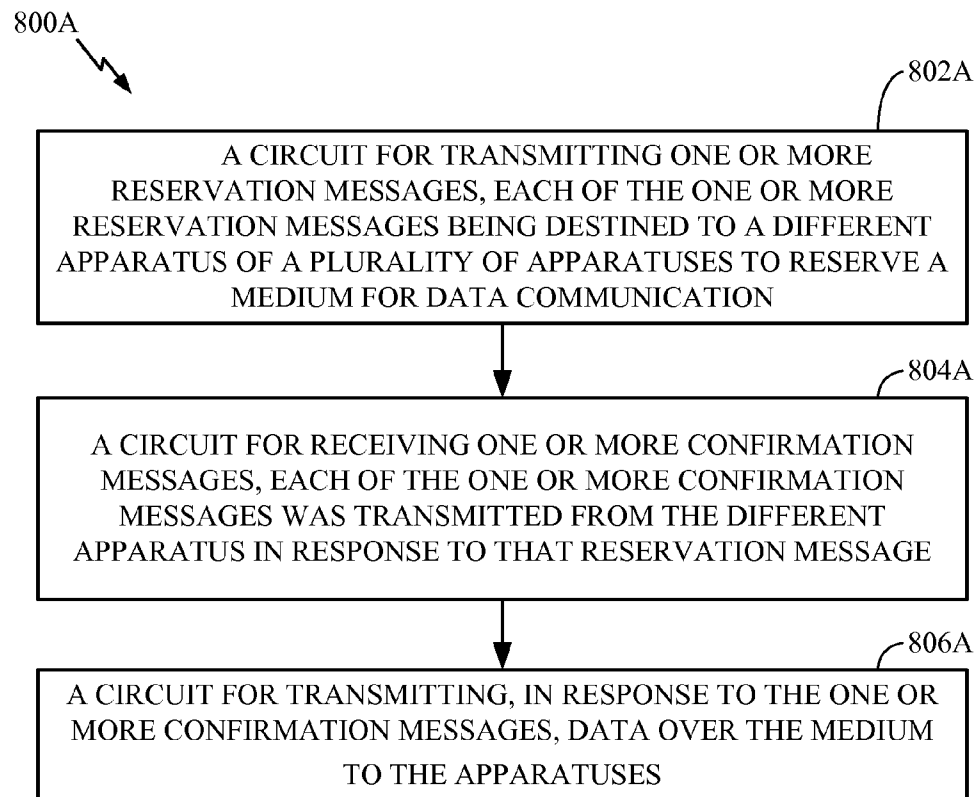 800A
802A
A CIRCUIT FOR TRANSMITTING ONE OR MORE
RESERVATION MESSAGES, EACH OF THE ONE OR MORE
RESERVATION MESSAGES BEING DESTINED TO A DIFFERENT
APPARATUS OF A PLURALITY OF APPARATUSES TO RESERVE A
MEDIUM FOR DATA COMMUNICATION
804A
A CIRCUIT FOR RECEIVING ONE OR MORE CONFIRMATION
MESSAGES, EACH OF THE ONE OR MORE CONFIRMATION
MESSAGES WAS TRANSMITTED FROM THE DIFFERENT
APPARATUS IN RESPONSE TO THAT RESERVATION MESSAGE
806A
A CIRCUIT FOR TRANSMITTING, IN RESPONSE TO THE ONE OR
MORE CONFIRMATION MESSAGES, DATA OVER THE MEDIUM
TO THE APPARATUSES